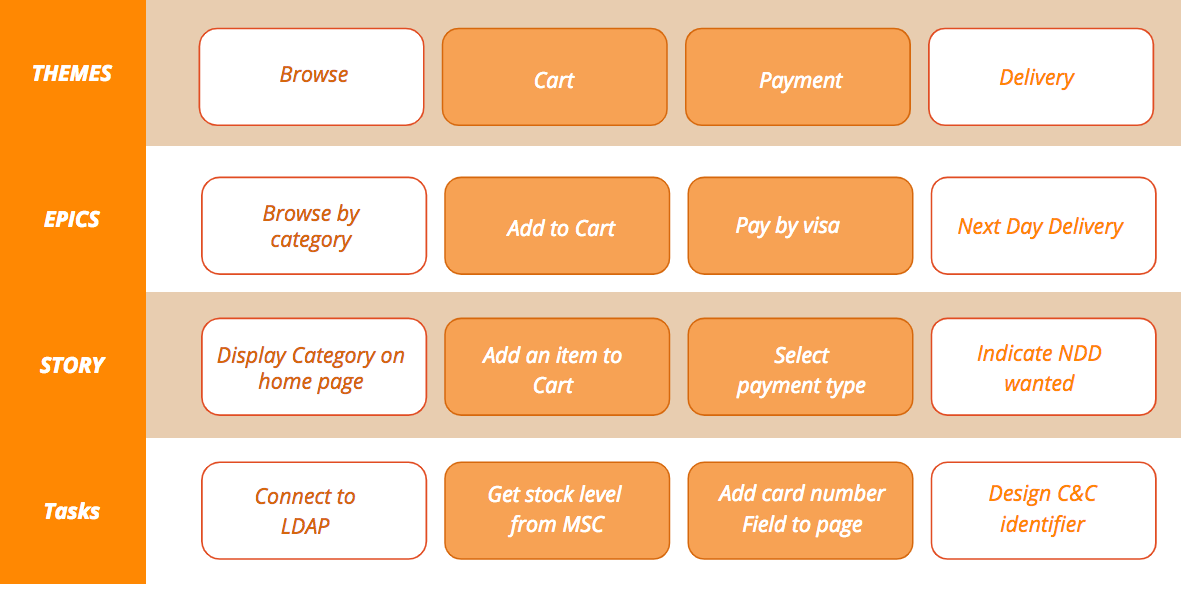 THEMES
Browse
Cart
Payment
Delivery
EPICS
Browse by
category
Add to Cart
Pay by visa
Next Day Delivery
STORY
Display Category on
home page
Add an item to
Cart
Select
payment type
Indicate NDD
wanted
Tasks
Connect to
LDAP
Get stock level
from MSC
Add card number
Field to page
Design C&C
identifier